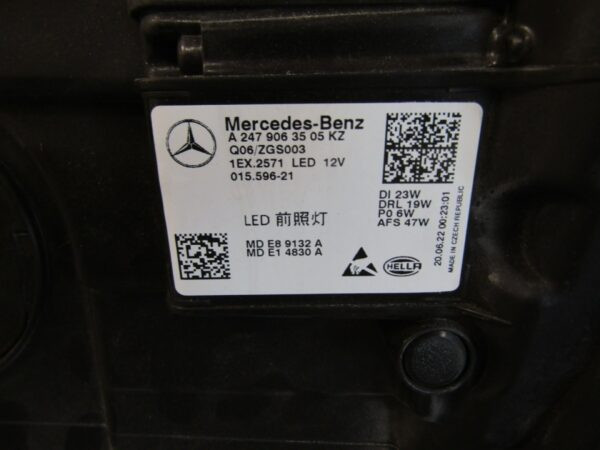 Mercedes-Benz
A 247 906 35 05 KZ
Q06/ZGS003
1EX.2571 LED 12V
015.596-21
DI 23W
DRL 19W
P0 6W
AFS 47W
LED 前照灯
MD E8 9132 A
MD E1 4830 A
HELLA
20.06.22 00:23:01
MADE IN CZECH REPUBLIC